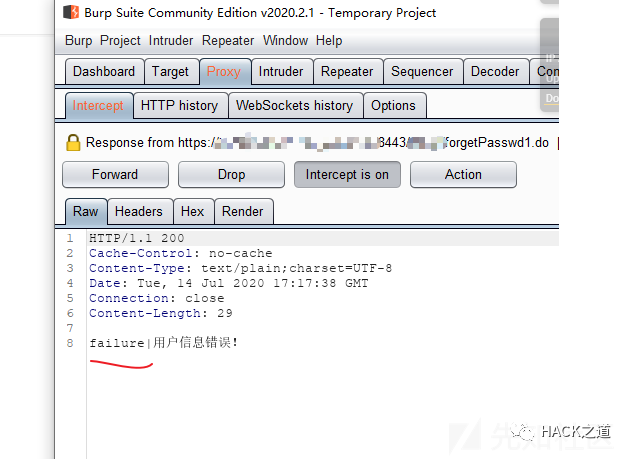 Burp Suite Community Edition v2020.2.1 - Temporary Project
Burp Project Intruder Repeater Window Help
Dashboard Target Proxy Intruder Repeater Sequencer Decoder
Intercept HTTP history WebSockets history Options
Response from https:// 8443/ forgetPasswd1.do
Forward Drop Intercept is on Action
Raw Headers Hex Render
1 HTTP/1.1 200
2 Cache-Control: no-cache
3 Content-Type: text/plain;charset=UTF-8
4 Date: Tue, 14 Jul 2020 17:17:38 GMT
5 Connection: close
6 Content-Length: 29
7
8 failure|用户信息错误!
HACK之道